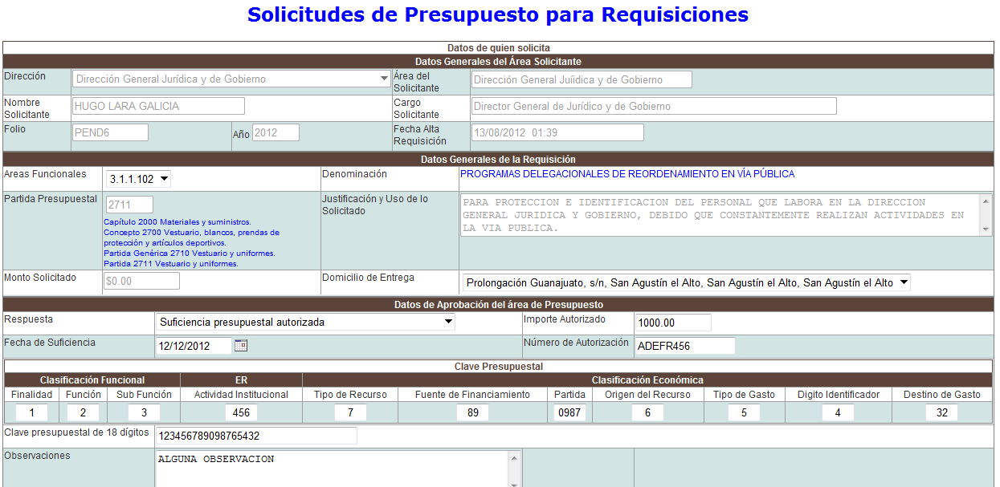 Solicitudes de Presupuesto para Requisiciones
Datos de quien solicita
Datos Generales del Área Solicitante
Dirección
Dirección General Jurídica y de Gobierno
Área del Solicitante
Dirección General Juíidica y de Gobierno
Nombre Solicitante
HUGO LARA GALICIA
Cargo Solicitante
Director General de Jurídico y de Gobierno
Folio
PEND6
Año
2012
Fecha Alta Requisición
13/08/2012 01:39
Datos Generales de la Requisición
Areas Funcionales
3.1.1.102
Denominación
PROGRAMAS DELEGACIONALES DE REORDENAMIENTO EN VÍA PÚBLICA
Partida Presupuestal
2711
Capítulo 2000 Materiales y suministros.
Concepto 2700 Vestuario, blancos, prendas de
protección y artículos deportivos.
Partida Genérica 2710 Vestuario y uniformes.
Partida 2711 Vestuario y uniformes.
Justificación y Uso de lo
Solicitado
PARA PROTECCION E IDENTIFICACION DEL PERSONAL QUE LABORA EN LA DIRECCION
GENERAL JURIDICA Y GOBIERNO, DEBIDO QUE CONSTANTEMENTE REALIZAN ACTIVIDADES EN
LA VIA PUBLICA.
Monto Solicitado
$0.00
Domicilio de Entrega
Prolongación Guanajuato, s/n, San Agustín el Alto, San Agustín el Alto, San Agustín el Alto
Datos de Aprobación del área de Presupuesto
Respuesta
Suficiencia presupuestal autorizada
Importe Autorizado
1000.00
Fecha de Suficiencia
12/12/2012
Número de Autorización
ADEFR456
Clave Presupuestal
Clasificación Funcional ER Clasificación Económica
Finalidad Función Sub Función Actividad Institucional Tipo de Recurso Fuente de Financiamiento Partida Origen del Recurso Tipo de Gasto Digito Identificador Destino de Gasto
1 2 3 456 7 89 0987 6 5 4 32
Clave presupuestal de 18 dígitos
123456789098765432
Observaciones
ALGUNA OBSERVACION